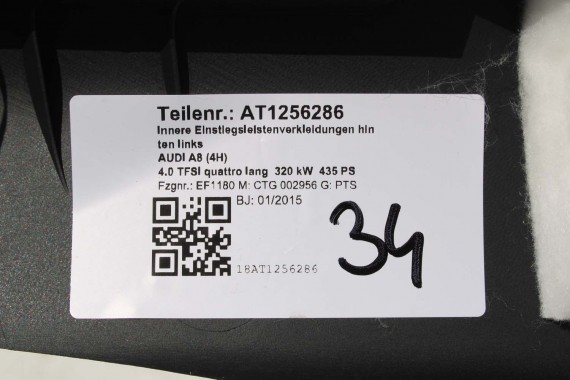 Teilenr.: AT1256286
Innere Einstiegsleistenverkleidungen hin
ten links
AUDI A8 (4H)
4.0 TFSI quattro lang 320 kW 435 PS
Fzgnr.: EF1180 M: CTG 002956 G: PTS
BJ: 01/2015
34
18AT1256286